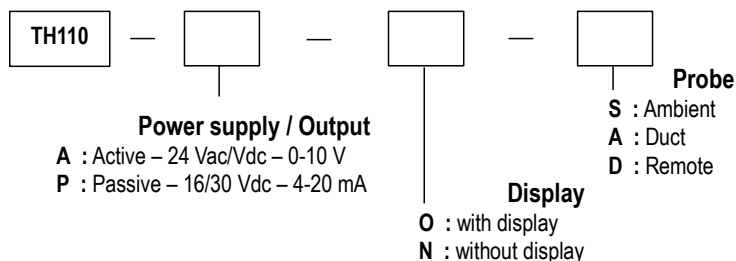 TH110 — — —
Power supply / Output
A : Active – 24 Vac/Vdc – 0-10 V
P : Passive – 16/30 Vdc – 4-20 mA
Display
O : with display
N : without display
Probe
S : Ambient
A : Duct
D : Remote